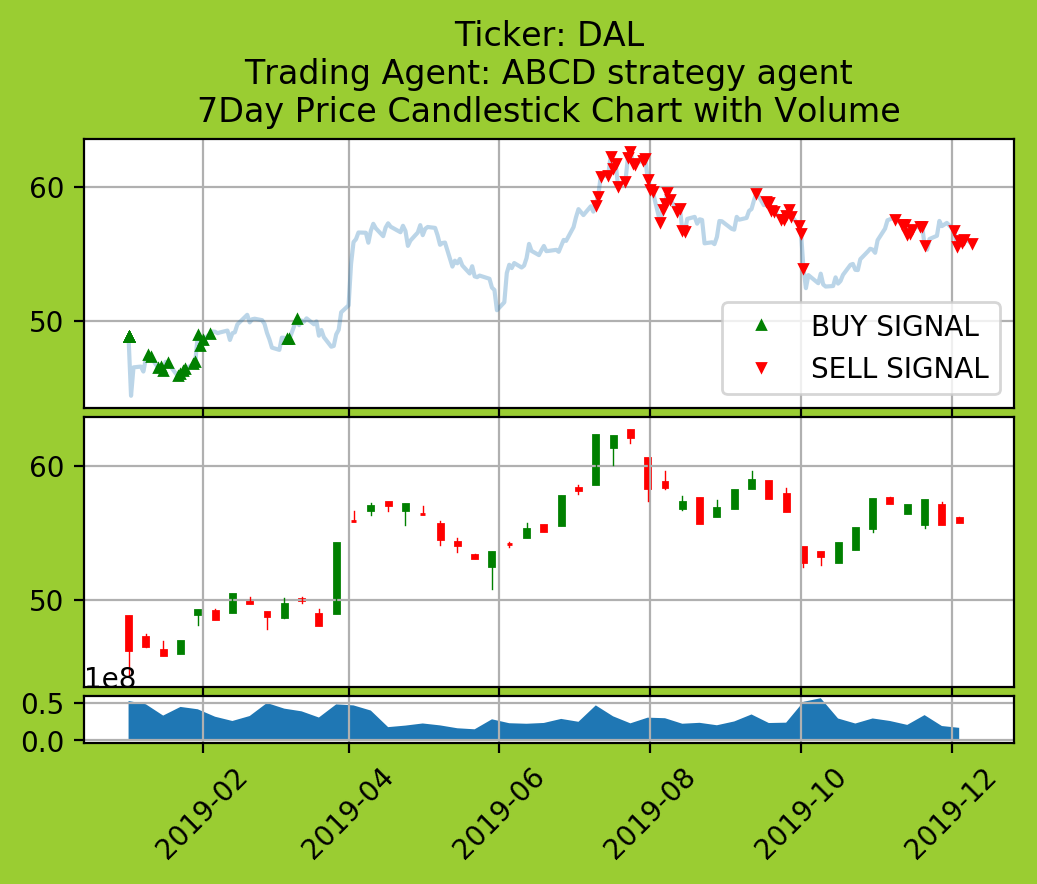 Ticker: DAL
Trading Agent: ABCD strategy agent
7Day Price Candlestick Chart with Volume
60
50
BUY SIGNAL
SELL SIGNAL
60
50
1e8
0.5
0.0
2019-02
2019-04
2019-06
2019-08
2019-10
2019-12